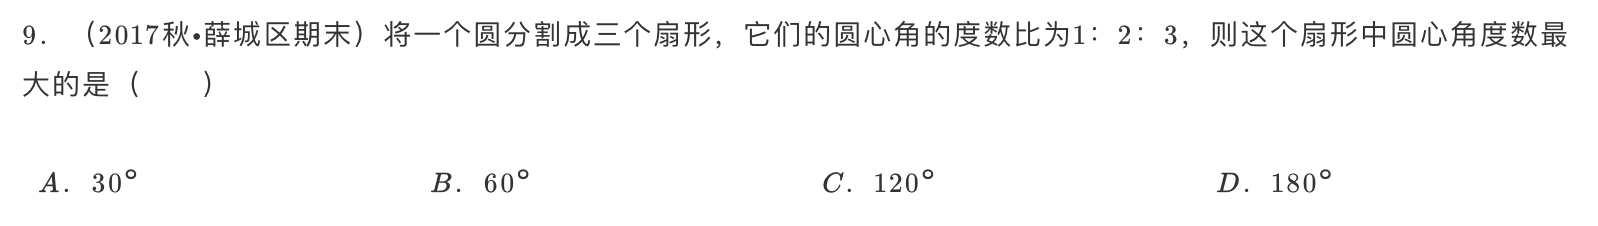 9. （2017秋•薛城区期末）将一个圆分割成三个扇形，它们的圆心角的度数比为1：2：3，则这个扇形中圆心角度数最
大的是（　　）
A. 30° B. 60° C. 120° D. 180°